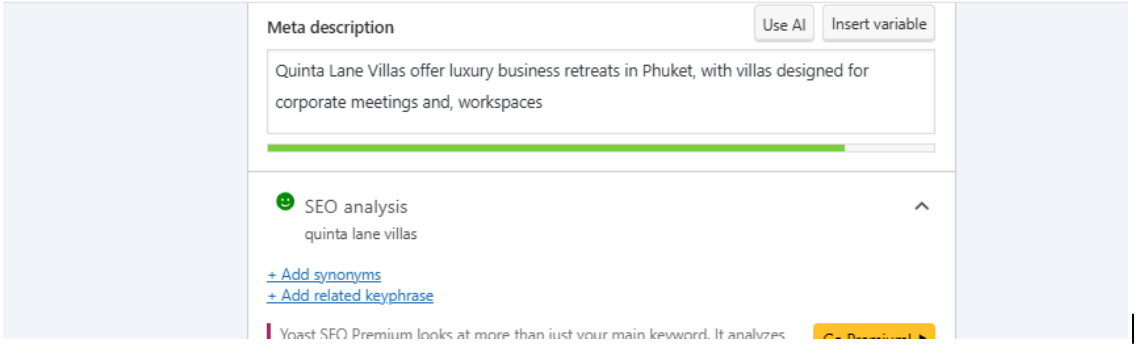 Meta description
Use AI
Insert variable
Quinta Lane Villas offer luxury business retreats in Phuket, with villas designed for
corporate meetings and, workspaces
SEO analysis
quinta lane villas
+ Add synonyms
+ Add related keyphrase
Yoast SEO Premium looks at more than just your main keyword. It analyzes
Go Premium!